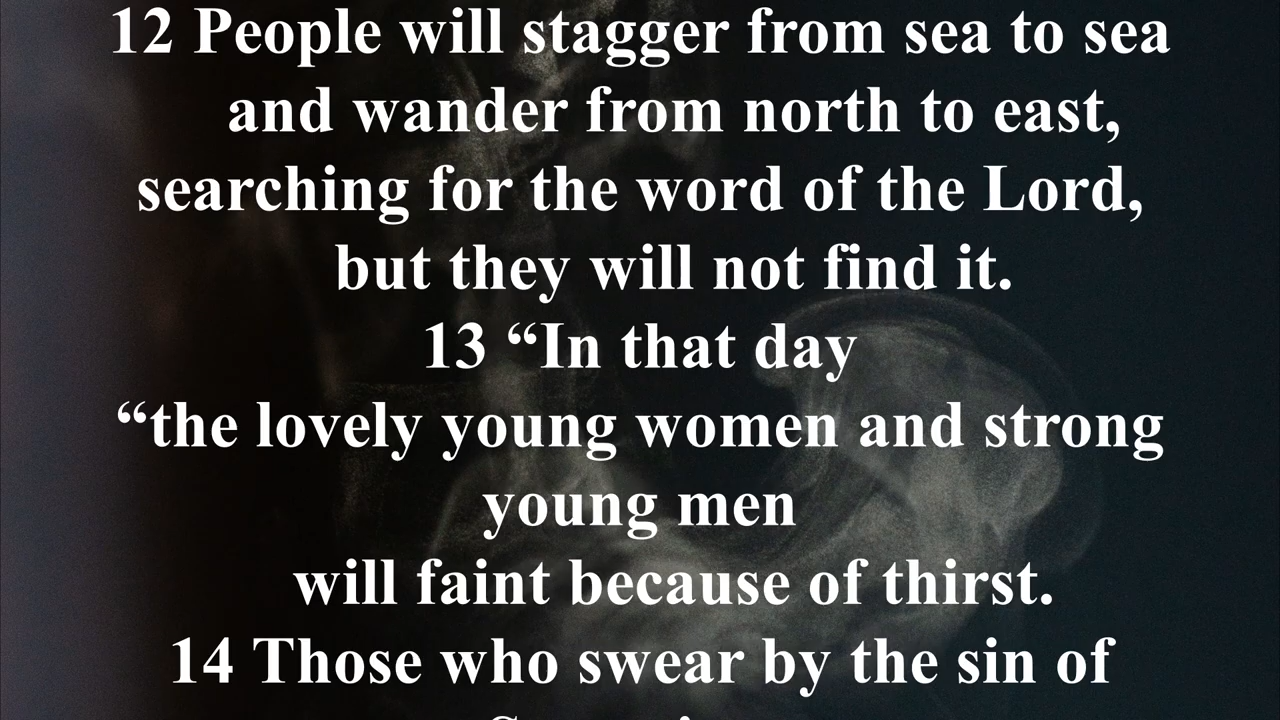 12 People will stagger from sea to sea
and wander from north to east,
searching for the word of the Lord,
but they will not find it.
13 “In that day
“the lovely young women and strong
young men
will faint because of thirst.
14 Those who swear by the sin of